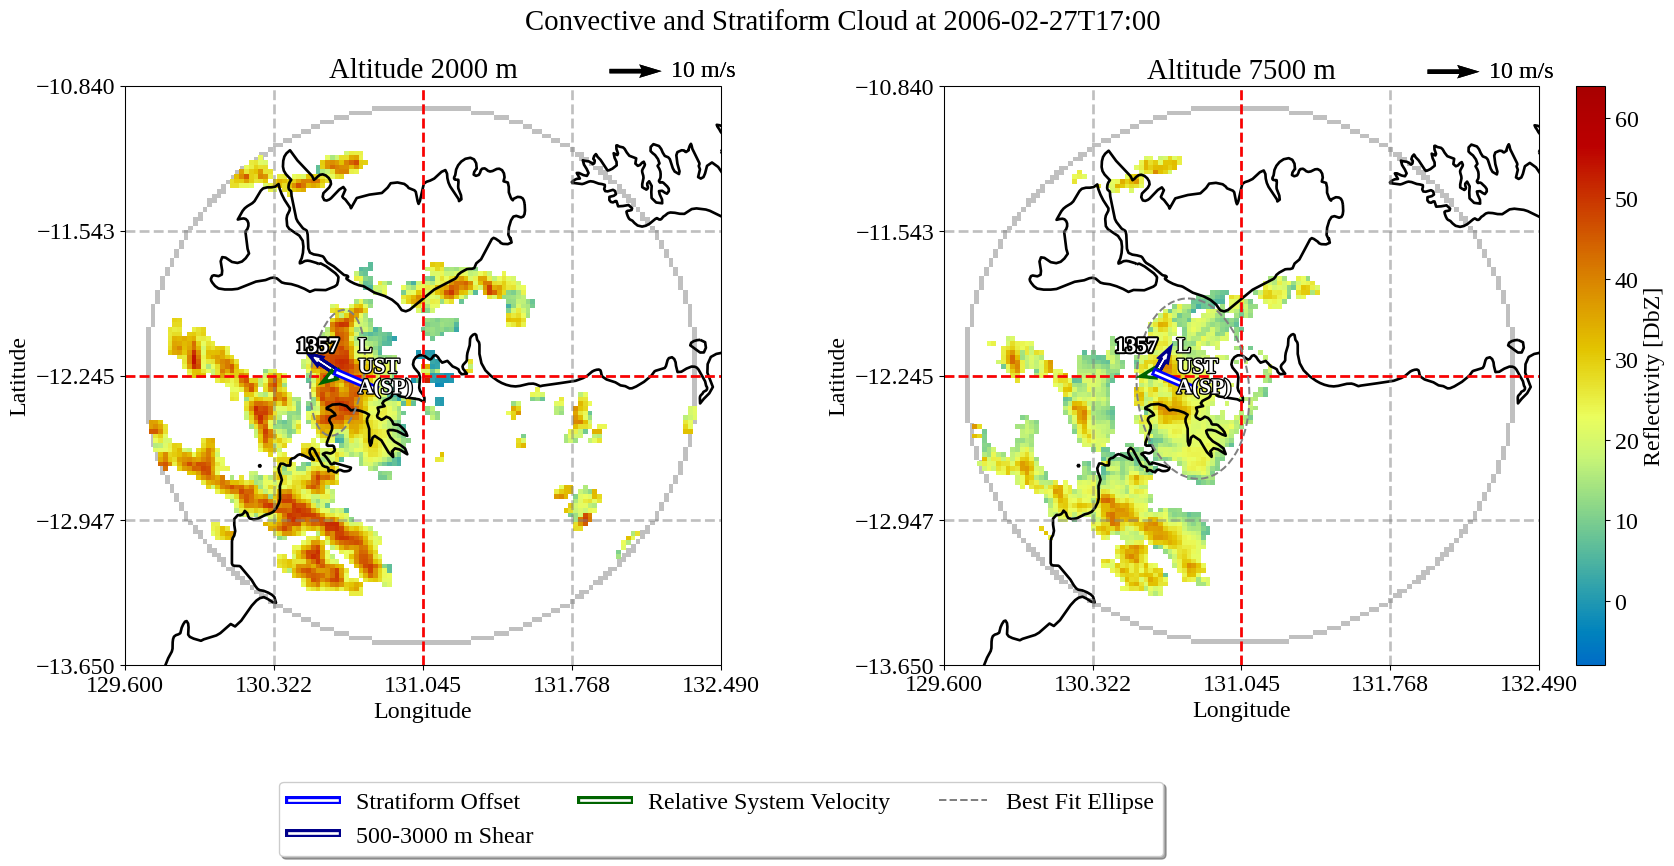 Convective and Stratiform Cloud at 2006-02-27T17:00
Altitude 2000 m
10 m/s
−10.840
−11.543
−12.245
−12.947
−13.650
Latitude
1357
L
UST
A(SP)
129.600 130.322 131.045 131.768 132.490
Longitude
Altitude 7500 m
10 m/s
−10.840
−11.543
−12.245
−12.947
−13.650
Latitude
1357
L
UST
A(SP)
129.600 130.322 131.045 131.768 132.490
Longitude
60
50
40
30
20
10
0
Reflectivity [DbZ]
Stratiform Offset
500-3000 m Shear
Relative System Velocity
Best Fit Ellipse